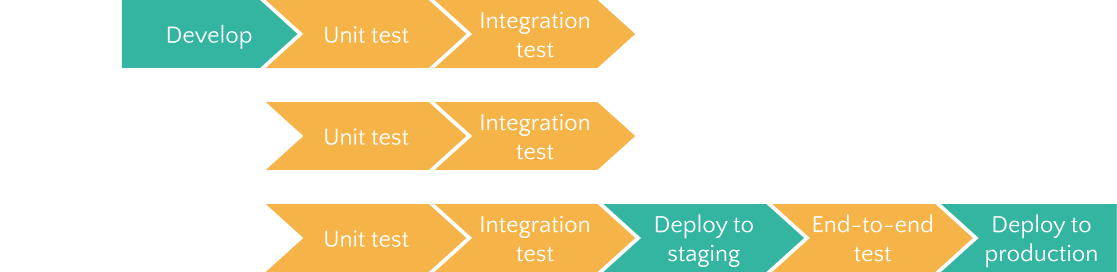 Develop
Unit test
Integration
test
Unit test
Integration
test
Unit test
Integration
test
Deploy to
staging
End-to-end
test
Deploy to
production